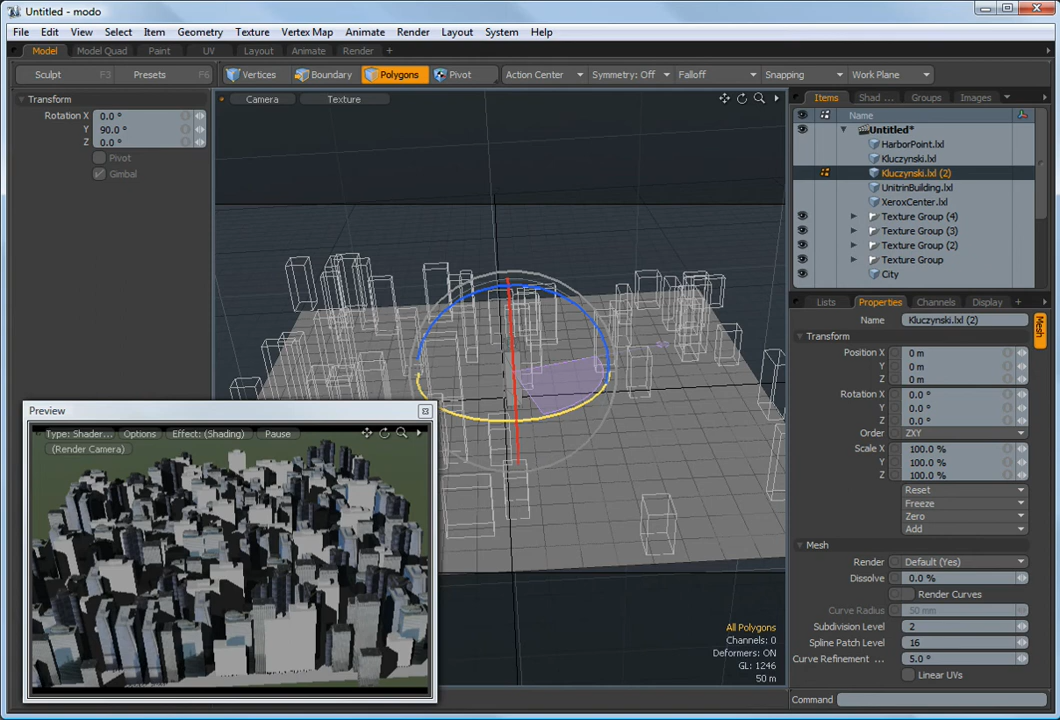 Untitled - modo
File Edit View Select Item Geometry Texture Vertex Map Animate Render Layout System Help
Model Model Quad Paint UV Layout Animate Render +
Sculpt F3 Presets F6 Vertices Boundary Polygons Pivot Action Center Symmetry: Off Falloff Snapping Work Plane
Transform
Rotation X 0.0 °
Y 90.0 °
Z 0.0 °
Pivot
Gimbal
Camera Texture
All Polygons
Channels: 0
Deformers: ON
GL: 1246
50 m
Preview
Type: Shader... Options Effect: (Shading) Pause
(Render Camera)
Items Shad ... Groups Images
Name
Untitled*
HarborPoint.lxl
Kluczynski.lxl
Kluczynski.lxl (2)
UnitrinBuilding.lxl
XeroxCenter.lxl
Texture Group (4)
Texture Group (3)
Texture Group (2)
Texture Group
City
Lists Properties Channels Display +
Mesh
Name Kluczynski.lxl (2)
Transform
Position X 0 m
Y 0 m
Z 0 m
Rotation X 0.0 °
Y 0.0 °
Z 0.0 °
Order ZXY
Scale X 100.0 %
Y 100.0 %
Z 100.0 %
Reset
Freeze
Zero
Add
Mesh
Render Default (Yes)
Dissolve 0.0 %
Render Curves
Curve Radius 50 mm
Subdivision Level 2
Spline Patch Level 16
Curve Refinement ... 5.0 °
Linear UVs
Command